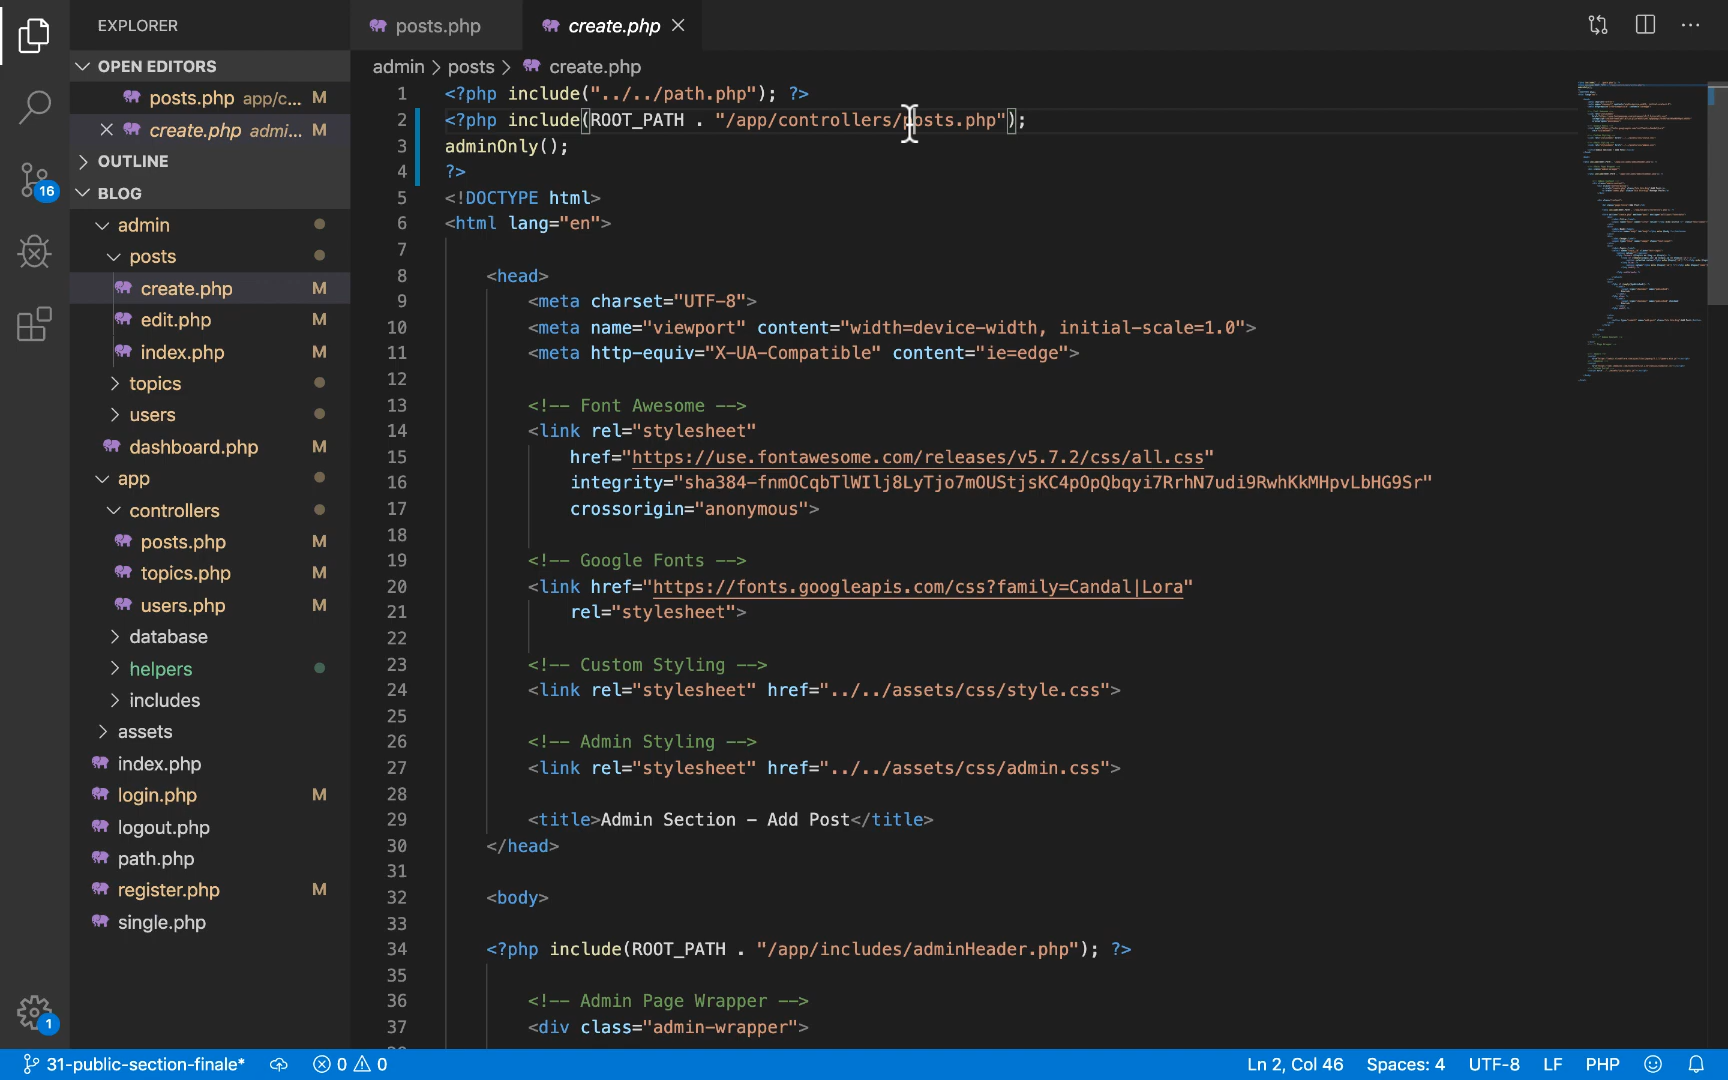 EXPLORER
posts.php
create.php
OPEN EDITORS
posts.php app/c... M
create.php admi... M
OUTLINE
BLOG
admin
posts
create.php M
edit.php M
index.php M
topics
users
dashboard.php M
app
controllers
posts.php M
topics.php M
users.php M
database
helpers
includes
assets
index.php
login.php M
logout.php
path.php
register.php M
single.php
16
1
admin > posts > create.php
1 <?php include("../../path.php"); ?>
2 <?php include(ROOT_PATH . "/app/controllers/posts.php");
3 adminOnly();
4 ?>
5 <!DOCTYPE html>
6 <html lang="en">
7
8 <head>
9 <meta charset="UTF-8">
10 <meta name="viewport" content="width=device-width, initial-scale=1.0">
11 <meta http-equiv="X-UA-Compatible" content="ie=edge">
12
13 <!-- Font Awesome -->
14 <link rel="stylesheet"
15 href="https://use.fontawesome.com/releases/v5.7.2/css/all.css"
16 integrity="sha384-fnmOCqbTlWIlj8LyTjo7mOUStjsKC4pOpQbqyi7RrhN7udi9RwhKkMHpvLbHG9Sr"
17 crossorigin="anonymous">
18
19 <!-- Google Fonts -->
20 <link href="https://fonts.googleapis.com/css?family=Candal|Lora"
21 rel="stylesheet">
22
23 <!-- Custom Styling -->
24 <link rel="stylesheet" href="../../assets/css/style.css">
25
26 <!-- Admin Styling -->
27 <link rel="stylesheet" href="../../assets/css/admin.css">
28
29 <title>Admin Section - Add Post</title>
30 </head>
31
32 <body>
33
34 <?php include(ROOT_PATH . "/app/includes/adminHeader.php"); ?>
35
36 <!-- Admin Page Wrapper -->
37 <div class="admin-wrapper">
31-public-section-finale* 0 0 Ln 2, Col 46 Spaces: 4 UTF-8 LF PHP